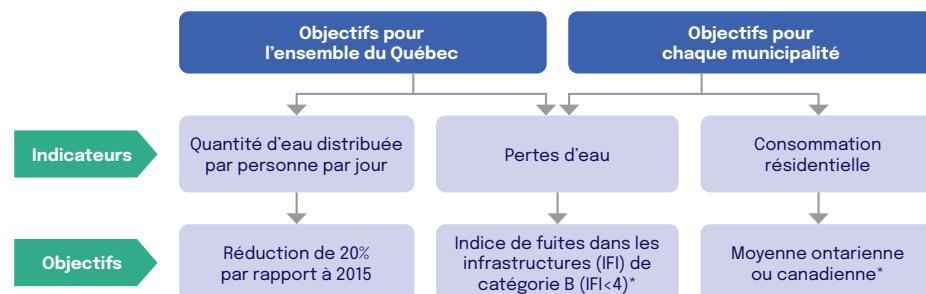 Objectifs pour
l'ensemble du Québec
Objectifs pour
chaque municipalité
Indicateurs
Quantité d'eau distribuée
par personne par jour
Pertes d'eau
Consommation
résidentielle
Objectifs
Réduction de 20%
par rapport à 2015
Indice de fuites dans les
infrastructures (IFI) de
catégorie B (IFI<4)*
Moyenne ontarienne
ou canadienne*